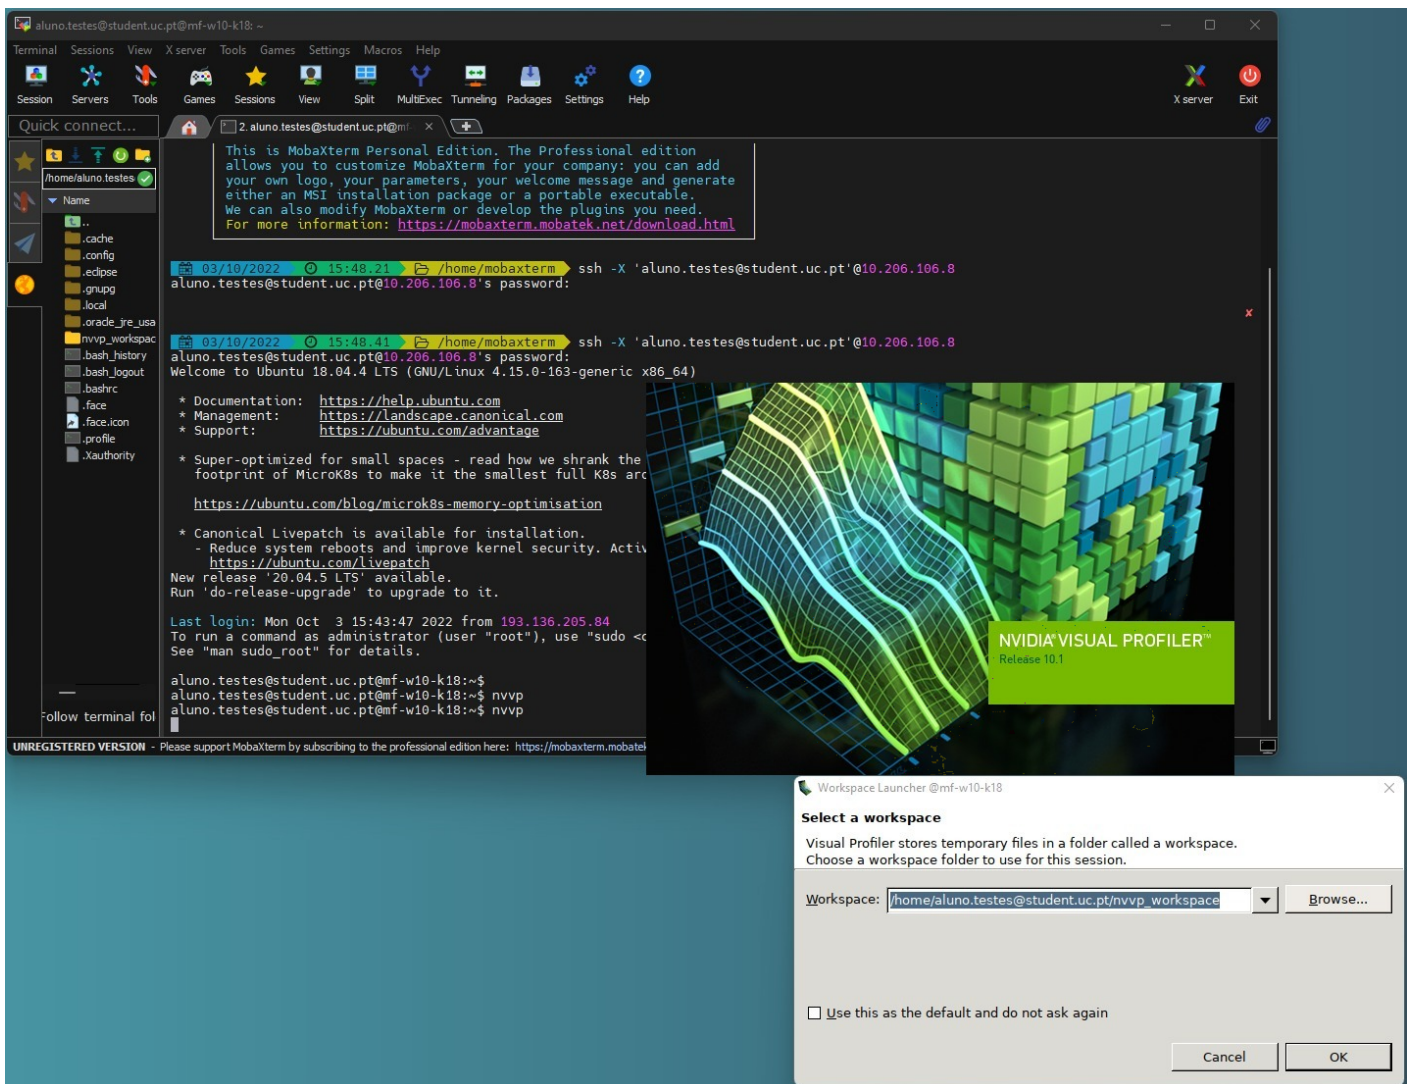 aluno.testes@student.uc.pt@mf-w10-k18: ~
Terminal Sessions View X server Tools Games Settings Macros Help
Session Servers Tools Games Sessions View Split MultiExec Tunneling Packages Settings Help X server Exit
Quick connect...
2. aluno.testes@student.uc.pt@mf-
/home/aluno.testes
Name
..
.cache
.config
.eclipse
.gnupg
.local
.oracle_jre_usa
nvvp_workspac
.bash_history
.bash_logout
.bashrc
.face
.face.icon
.profile
.Xauthority
Follow terminal fol
This is MobaXterm Personal Edition. The Professional edition
allows you to customize MobaXterm for your company: you can add
your own logo, your parameters, your welcome message and generate
either an MSI installation package or a portable executable.
We can also modify MobaXterm or develop the plugins you need.
For more information: https://mobaxterm.mobatek.net/download.html
03/10/2022 15:48.21 /home/mobaxterm ssh -X 'aluno.testes@student.uc.pt'@10.206.106.8
aluno.testes@student.uc.pt@10.206.106.8's password:
03/10/2022 15:48.41 /home/mobaxterm ssh -X 'aluno.testes@student.uc.pt'@10.206.106.8
aluno.testes@student.uc.pt@10.206.106.8's password:
Welcome to Ubuntu 18.04.4 LTS (GNU/Linux 4.15.0-163-generic x86_64)
* Documentation: https://help.ubuntu.com
* Management: https://landscape.canonical.com
* Support: https://ubuntu.com/advantage
* Super-optimized for small spaces - read how we shrank the
footprint of MicroK8s to make it the smallest full K8s arc
https://ubuntu.com/blog/microk8s-memory-optimisation
* Canonical Livepatch is available for installation.
- Reduce system reboots and improve kernel security. Activ
https://ubuntu.com/livepatch
New release '20.04.5 LTS' available.
Run 'do-release-upgrade' to upgrade to it.
Last login: Mon Oct  3 15:43:47 2022 from 193.136.205.84
To run a command as administrator (user "root"), use "sudo <c
See "man sudo_root" for details.
aluno.testes@student.uc.pt@mf-w10-k18:~$
aluno.testes@student.uc.pt@mf-w10-k18:~$ nvvp
aluno.testes@student.uc.pt@mf-w10-k18:~$ nvvp
UNREGISTERED VERSION - Please support MobaXterm by subscribing to the professional edition here: https://mobaxterm.mobatek
NVIDIA® VISUAL PROFILER™
Release 10.1
Workspace Launcher @mf-w10-k18
Select a workspace
Visual Profiler stores temporary files in a folder called a workspace.
Choose a workspace folder to use for this session.
Workspace: /home/aluno.testes@student.uc.pt/nvvp_workspace Browse...
Use this as the default and do not ask again
Cancel OK